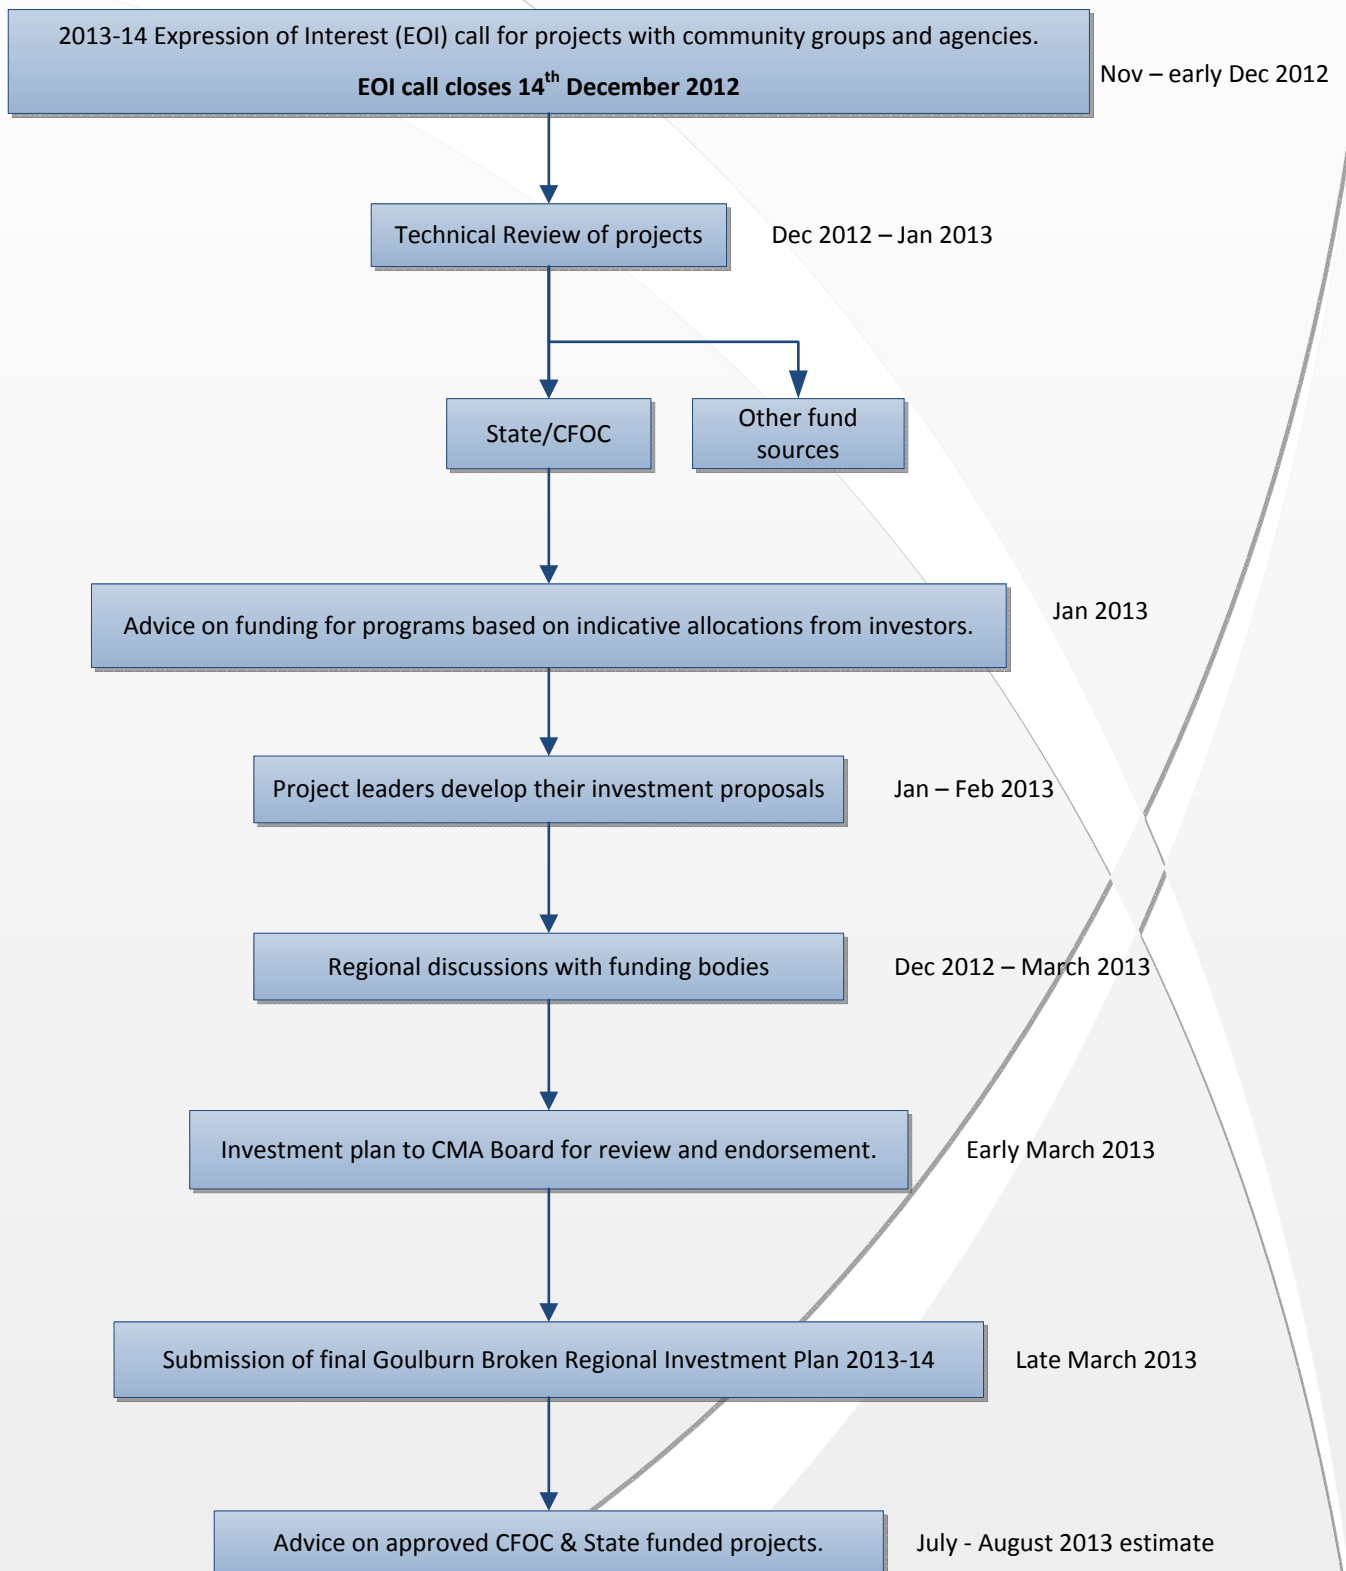 2013-14 Expression of Interest (EOI) call for projects with community groups and agencies.
EOI call closes 14th December 2012
Nov – early Dec 2012
Technical Review of projects
Dec 2012 – Jan 2013
State/CFOC
Other fund
sources
Advice on funding for programs based on indicative allocations from investors.
Jan 2013
Project leaders develop their investment proposals
Jan – Feb 2013
Regional discussions with funding bodies
Dec 2012 – March 2013
Investment plan to CMA Board for review and endorsement.
Early March 2013
Submission of final Goulburn Broken Regional Investment Plan 2013-14
Late March 2013
Advice on approved CFOC & State funded projects.
July - August 2013 estimate